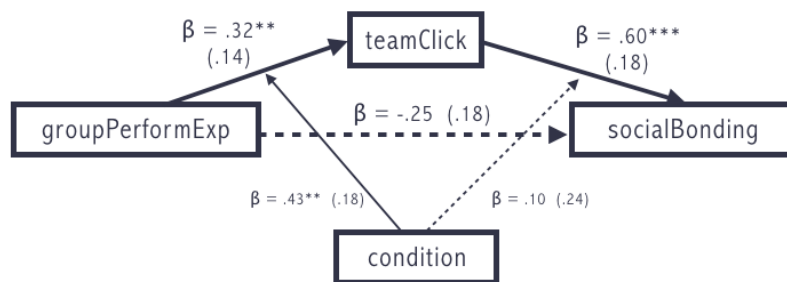 β = .32**
(.14)
teamClick
β = .60***
(.18)
groupPerformExp
β = -.25 (.18)
socialBonding
β = .43** (.18)
β = .10 (.24)
condition